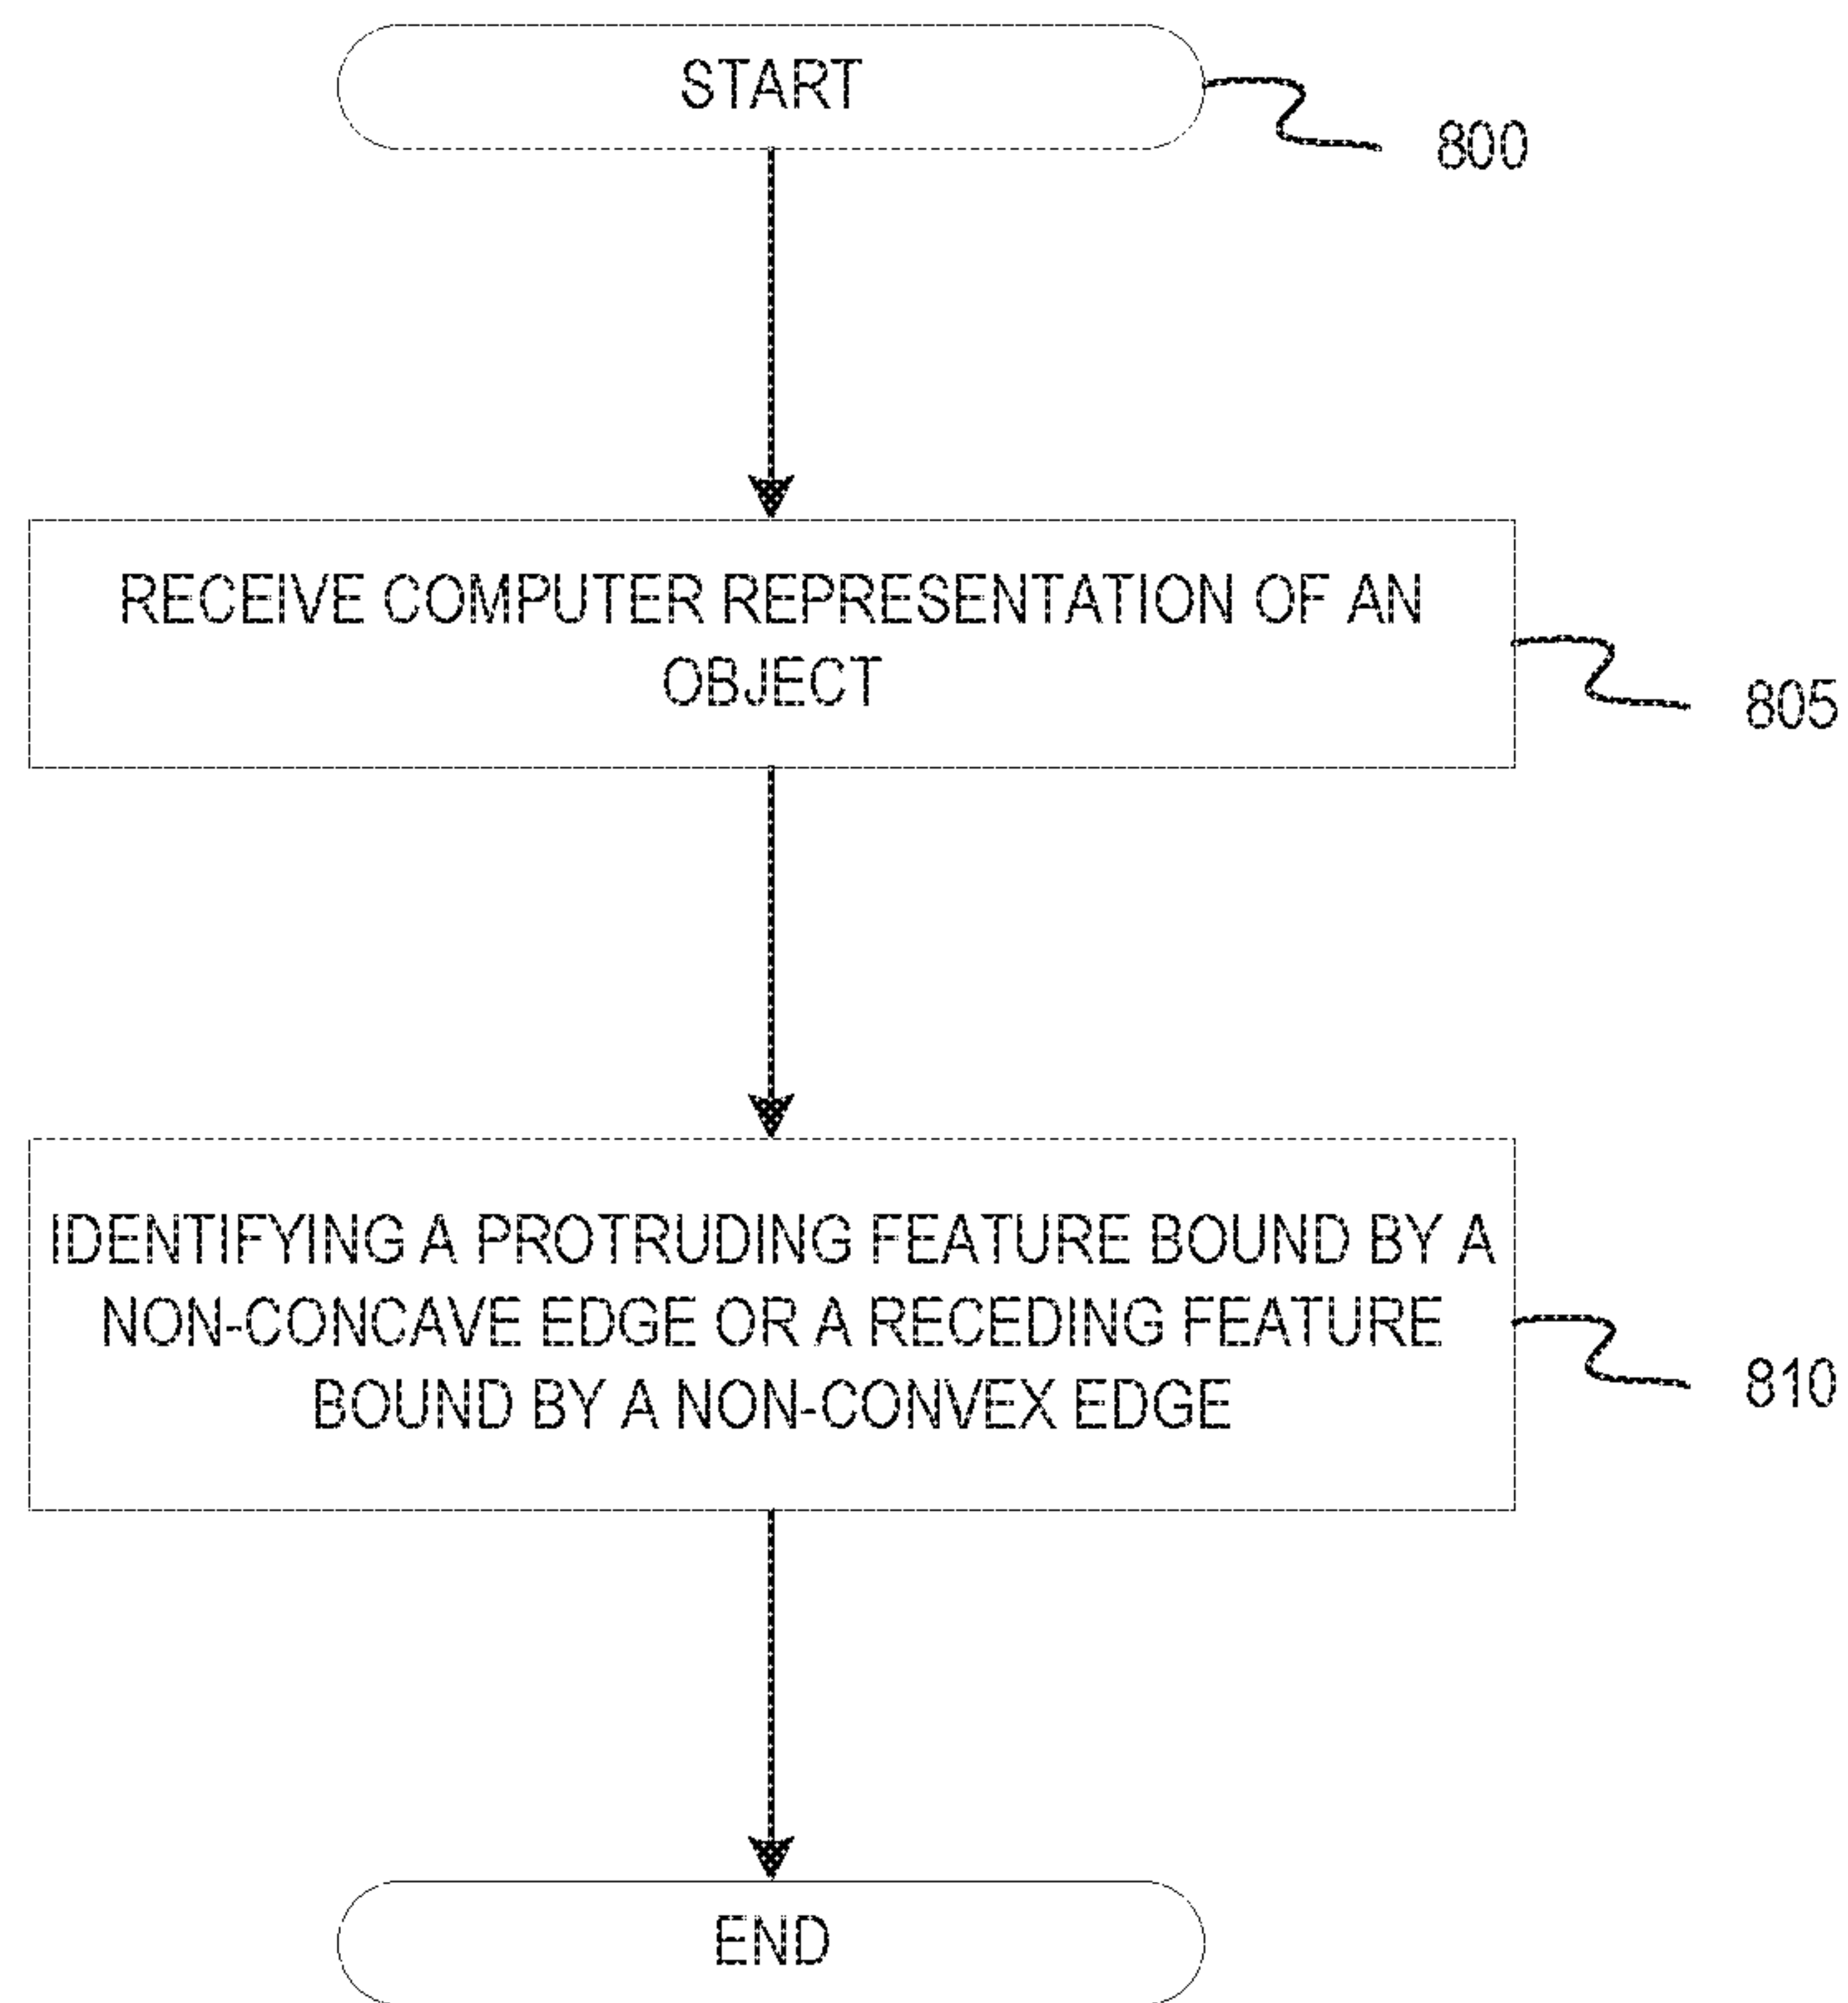 START
800
RECEIVE COMPUTER REPRESENTATION OF AN
OBJECT
805
IDENTIFYING A PROTRUDING FEATURE BOUND BY A
NON-CONCAVE EDGE OR A RECEDING FEATURE
BOUND BY A NON-CONVEX EDGE
810
END